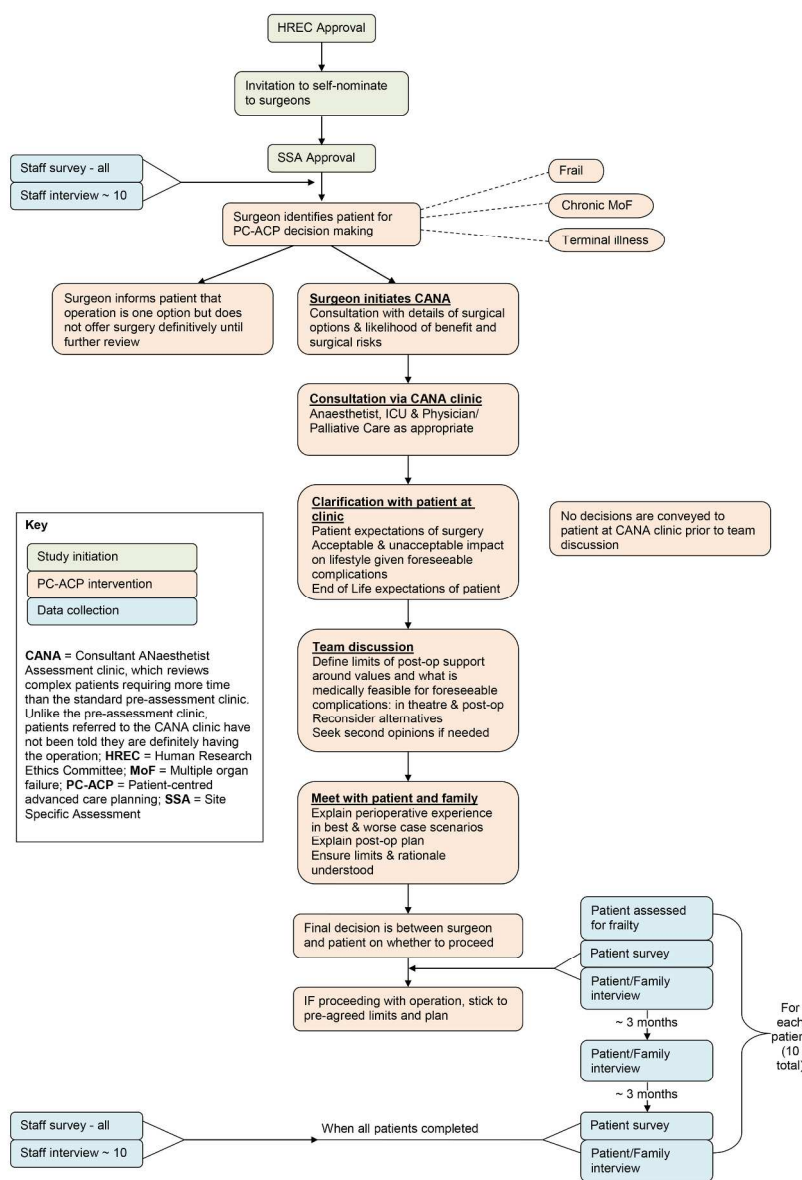 HREC Approval
Invitation to self-nominate
to surgeons
SSA Approval
Staff survey - all
Staff interview ~ 10
Frail
Chronic MoF
Terminal illness
Surgeon identifies patient for
PC-ACP decision making
Surgeon informs patient that
operation is one option but does
not offer surgery definitively until
further review
Surgeon initiates CANA
Consultation with details of surgical
options & likelihood of benefit and
surgical risks
Consultation via CANA clinic
Anaesthetist, ICU & Physician/
Palliative Care as appropriate
Clarification with patient at
clinic
Patient expectations of surgery
Acceptable & unacceptable impact
on lifestyle given foreseeable
complications
End of Life expectations of patient
No decisions are conveyed to
patient at CANA clinic prior to team
discussion
Key
Study initiation
PC-ACP intervention
Data collection
CANA = Consultant ANaesthetist
Assessment clinic, which reviews
complex patients requiring more time
than the standard pre-assessment clinic.
Unlike the pre-assessment clinic,
patients referred to the CANA clinic have
not been told they are definitely having
the operation; HREC = Human Research
Ethics Committee; MoF = Multiple organ
failure; PC-ACP = Patient-centred
advanced care planning; SSA = Site
Specific Assessment
Team discussion
Define limits of post-op support
around values and what is
medically feasible for foreseeable
complications: in theatre & post-op
Reconsider alternatives
Seek second opinions if needed
Meet with patient and family
Explain perioperative experience
in best & worse case scenarios
Explain post-op plan
Ensure limits & rationale
understood
Final decision is between surgeon
and patient on whether to proceed
IF proceeding with operation, stick to
pre-agreed limits and plan
Patient assessed
for frailty
Patient survey
Patient/Family
interview
~ 3 months
Patient/Family
interview
~ 3 months
Patient survey
Patient/Family
interview
For
each
patient
(10
total)
Staff survey - all
Staff interview ~ 10
When all patients completed